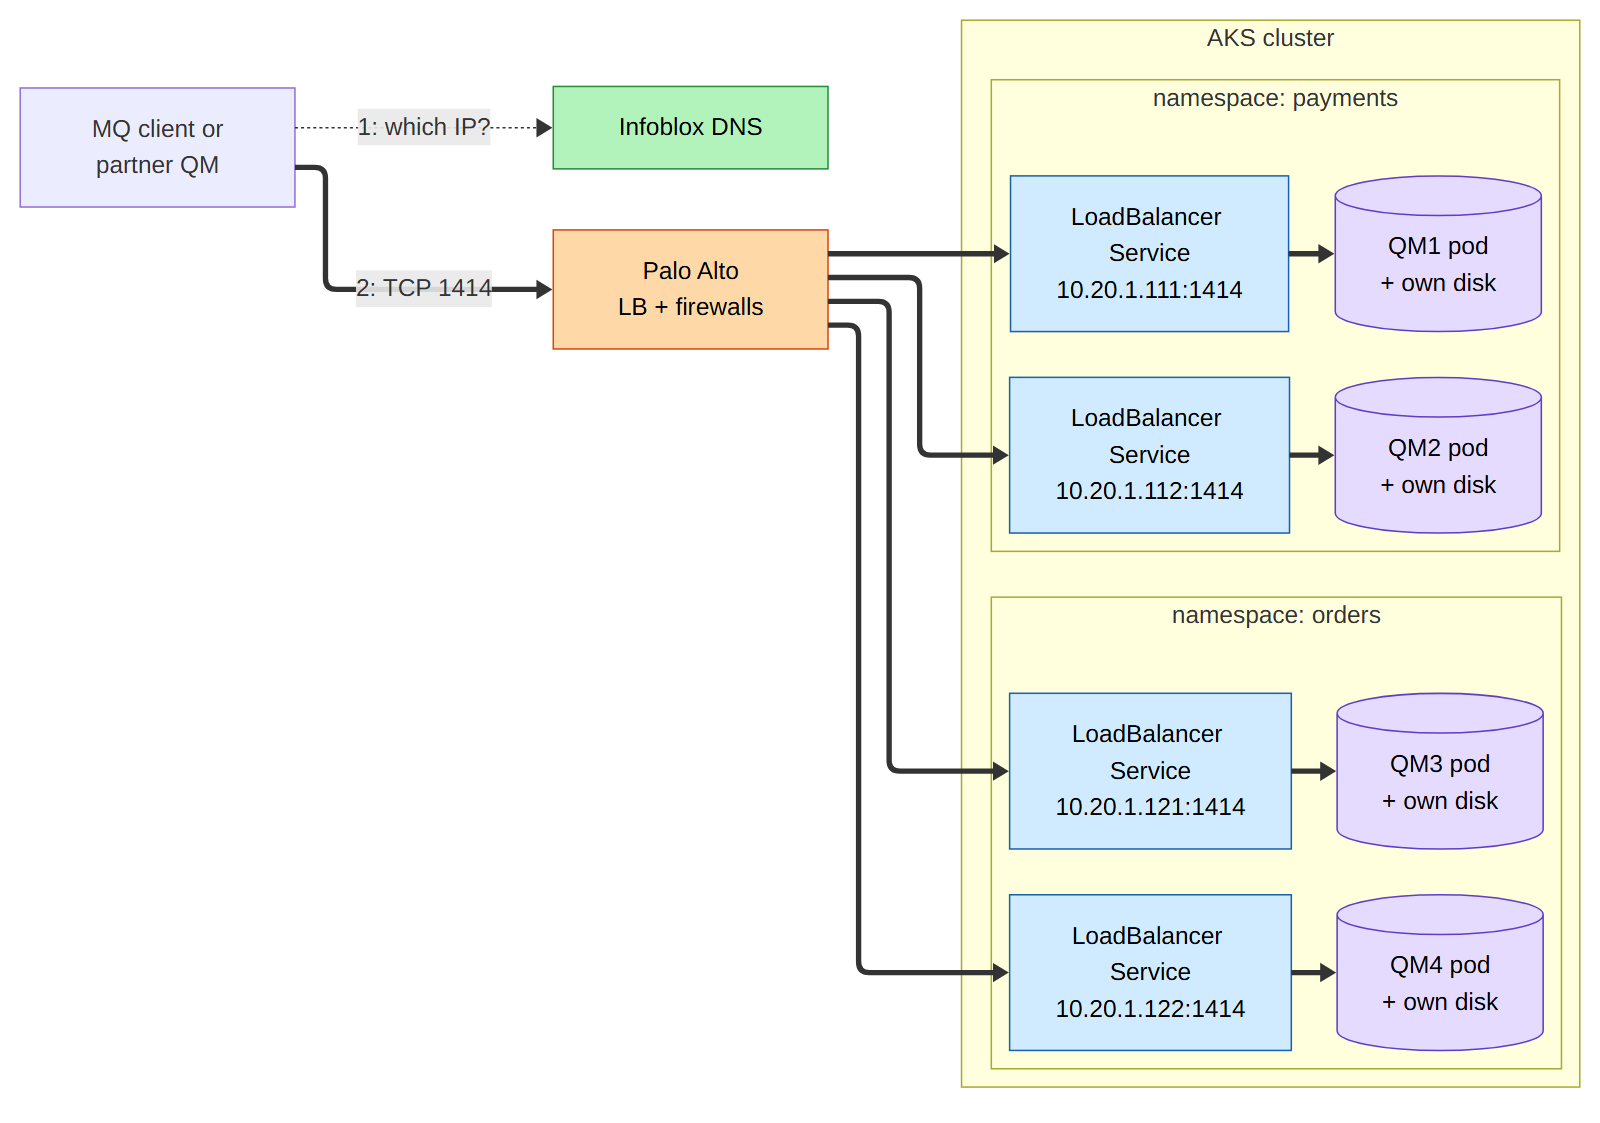 AKS cluster
namespace: payments
MQ client or
partner QM
1: which IP?
Infoblox DNS
2: TCP 1414
Palo Alto
LB + firewalls
LoadBalancer
Service
10.20.1.111:1414
QM1 pod
+ own disk
LoadBalancer
Service
10.20.1.112:1414
QM2 pod
+ own disk
namespace: orders
LoadBalancer
Service
10.20.1.121:1414
QM3 pod
+ own disk
LoadBalancer
Service
10.20.1.122:1414
QM4 pod
+ own disk